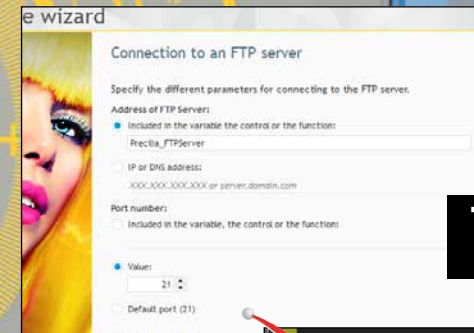 e wizard
Connection to an FTP server
Specify the different parameters for connecting to the FTP server.
Address of FTP Server:
Included in the variable the control or the function:
Precilia_FTPServer
IP or DNS address:
XXX.XXX.XXX.XXX or server.domain.com
Port number:
Included in the variable, the control or the function:
Value:
21
Default port (21)